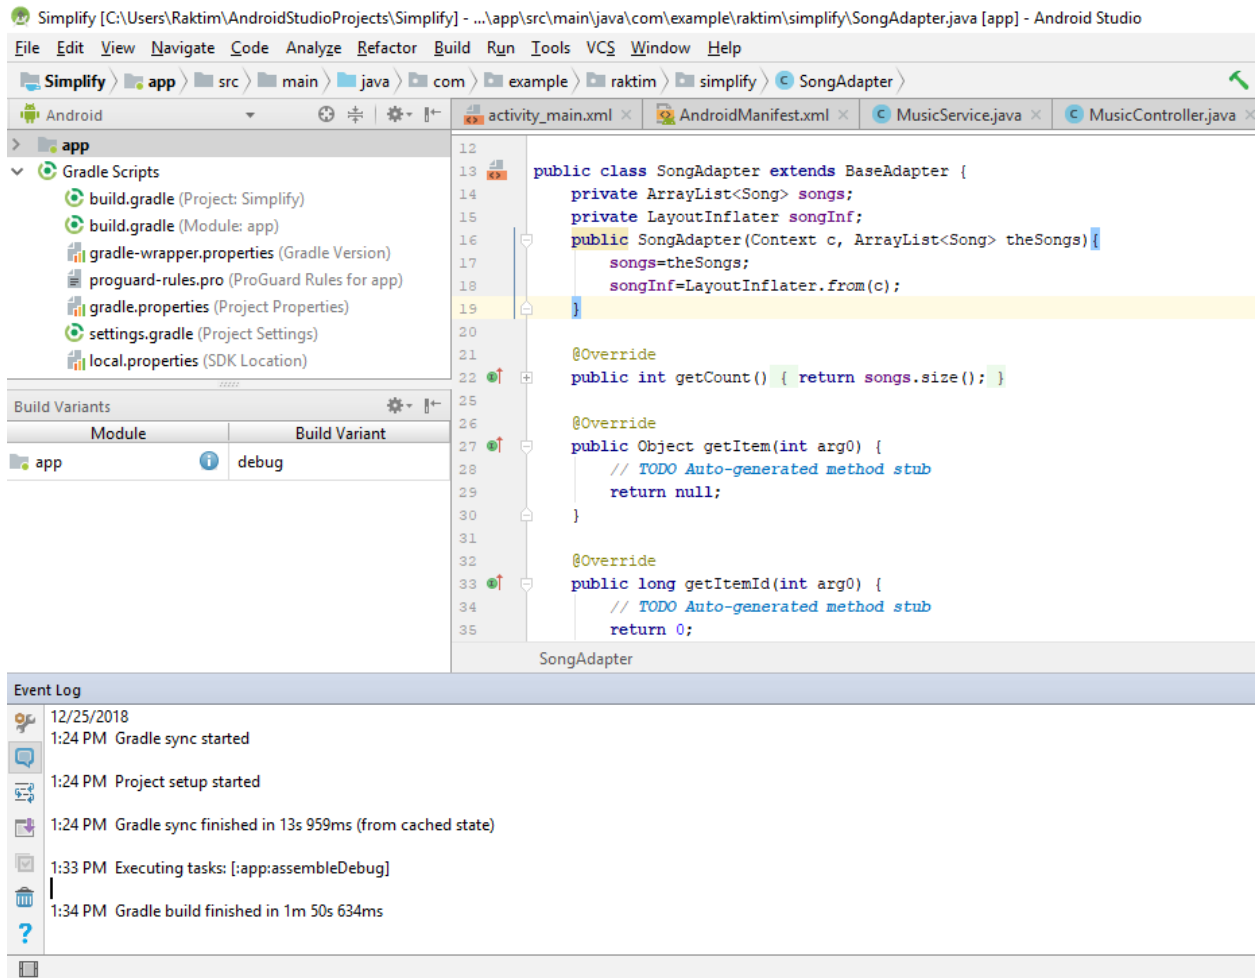 Simplify [C:\Users\Raktim\AndroidStudioProjects\Simplify] - ...\app\src\main\java\com\example\raktim\simplify\SongAdapter.java [app] - Android Studio
File Edit View Navigate Code Analyze Refactor Build Run Tools VCS Window Help
Simplify app src main java com example raktim simplify C SongAdapter
Android
activity_main.xml AndroidManifest.xml C MusicService.java C MusicController.java
app
Gradle Scripts
build.gradle (Project: Simplify)
build.gradle (Module: app)
gradle-wrapper.properties (Gradle Version)
proguard-rules.pro (ProGuard Rules for app)
gradle.properties (Project Properties)
settings.gradle (Project Settings)
local.properties (SDK Location)
Build Variants
Module Build Variant
app debug
12
13 public class SongAdapter extends BaseAdapter {
14 private ArrayList<Song> songs;
15 private LayoutInflater songInf;
16 public SongAdapter(Context c, ArrayList<Song> theSongs){
17 songs=theSongs;
18 songInf=LayoutInflater.from(c);
19 }
20
21 @Override
22 public int getCount() { return songs.size(); }
25
26 @Override
27 public Object getItem(int arg0) {
28 // TODO Auto-generated method stub
29 return null;
30 }
31
32 @Override
33 public long getItemId(int arg0) {
34 // TODO Auto-generated method stub
35 return 0;
SongAdapter
Event Log
12/25/2018
1:24 PM Gradle sync started
1:24 PM Project setup started
1:24 PM Gradle sync finished in 13s 959ms (from cached state)
1:33 PM Executing tasks: [:app:assembleDebug]
1:34 PM Gradle build finished in 1m 50s 634ms